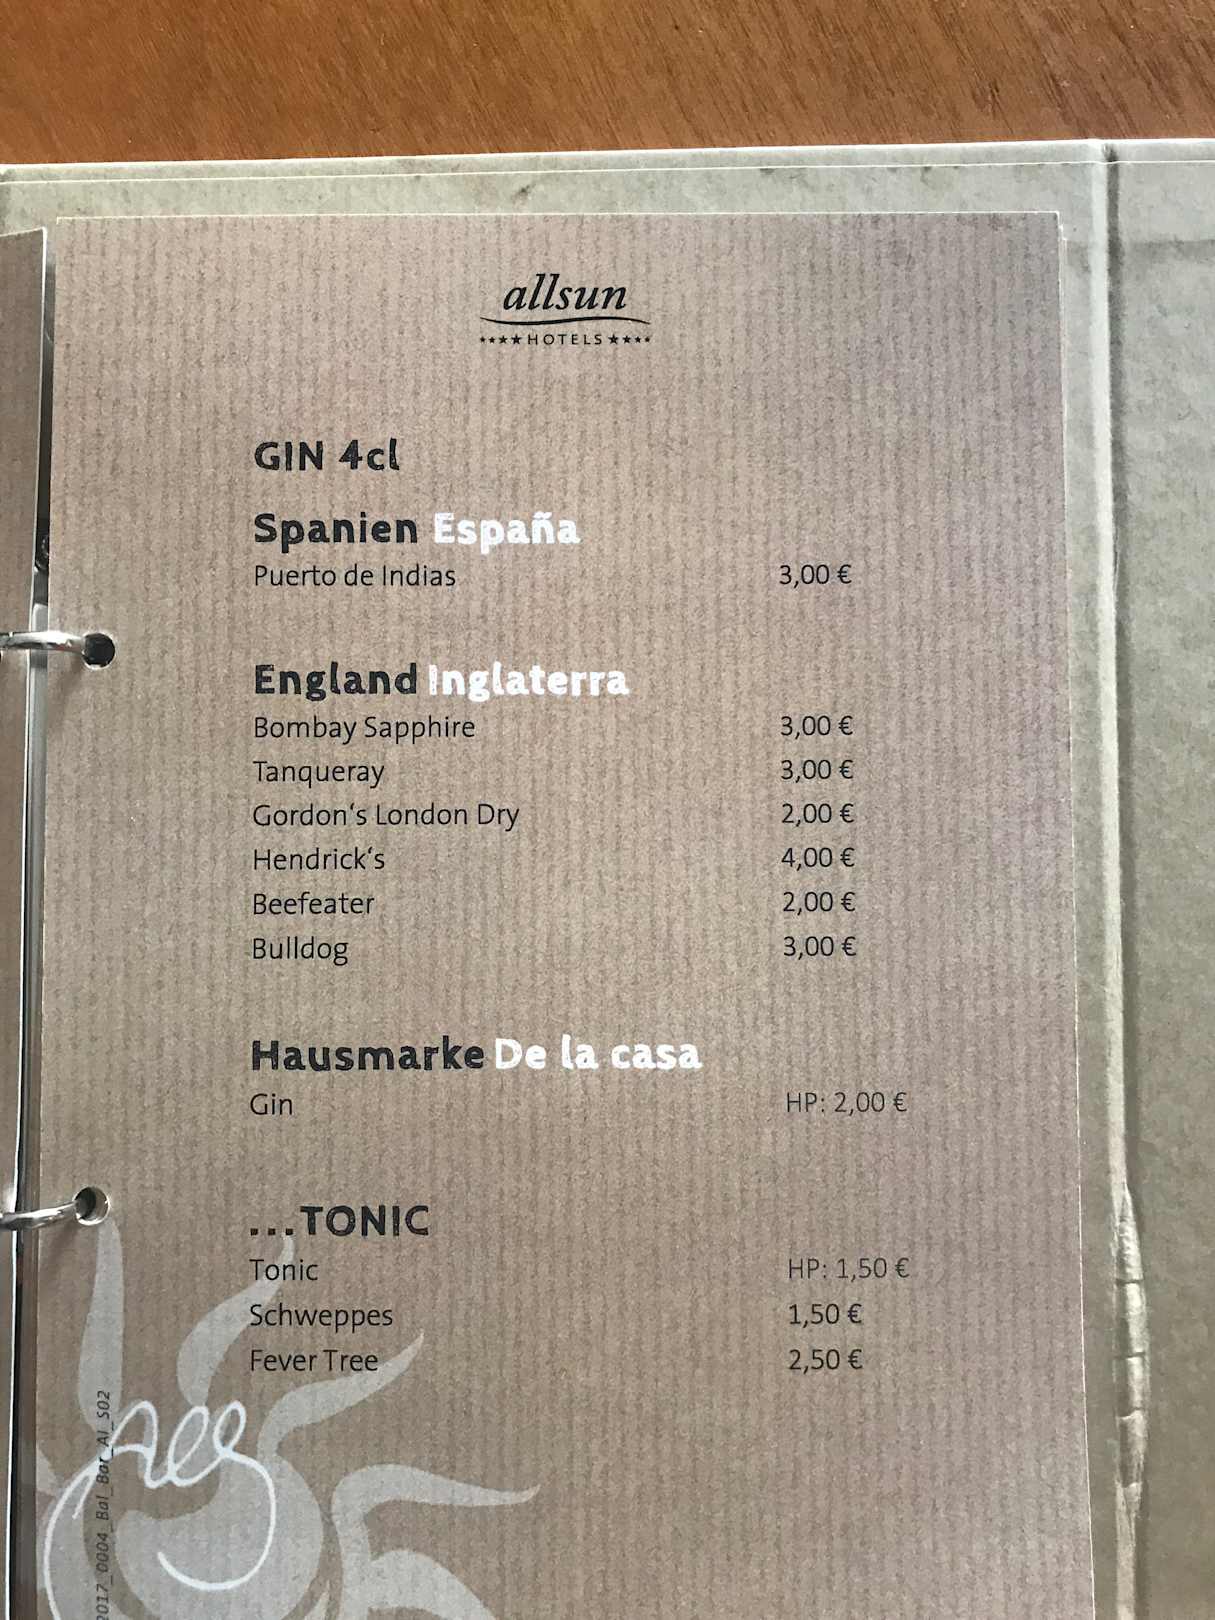 allsun
★★★★HOTELS★★★★
GIN 4cl
Spanien España
Puerto de Indias 3,00 €
England Inglaterra
Bombay Sapphire 3,00 €
Tanqueray 3,00 €
Gordon‘s London Dry 2,00 €
Hendrick‘s 4,00 €
Beefeater 2,00 €
Bulldog 3,00 €
Hausmarke De la casa
Gin HP: 2,00 €
...TONIC
Tonic HP: 1,50 €
Schweppes 1,50 €
Fever Tree 2,50 €
2017_0004_Bal_Bar_AI_S02